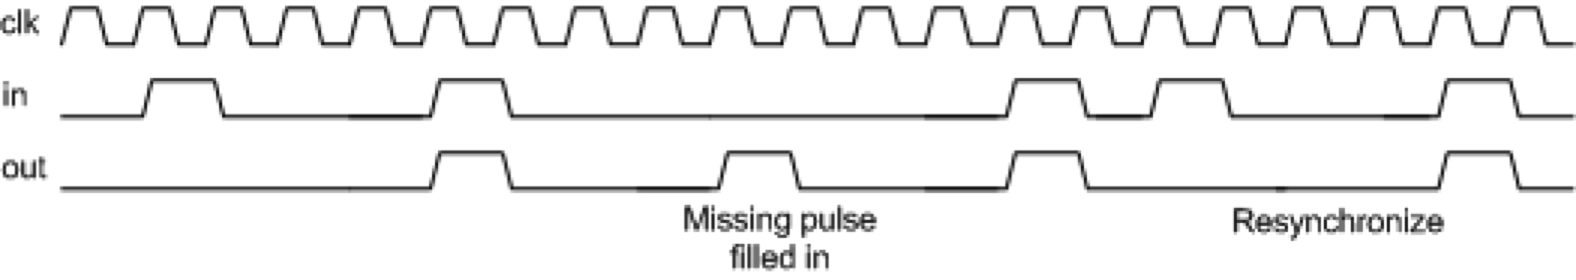 clk
in
out
Missing pulse
filled in
Resynchronize